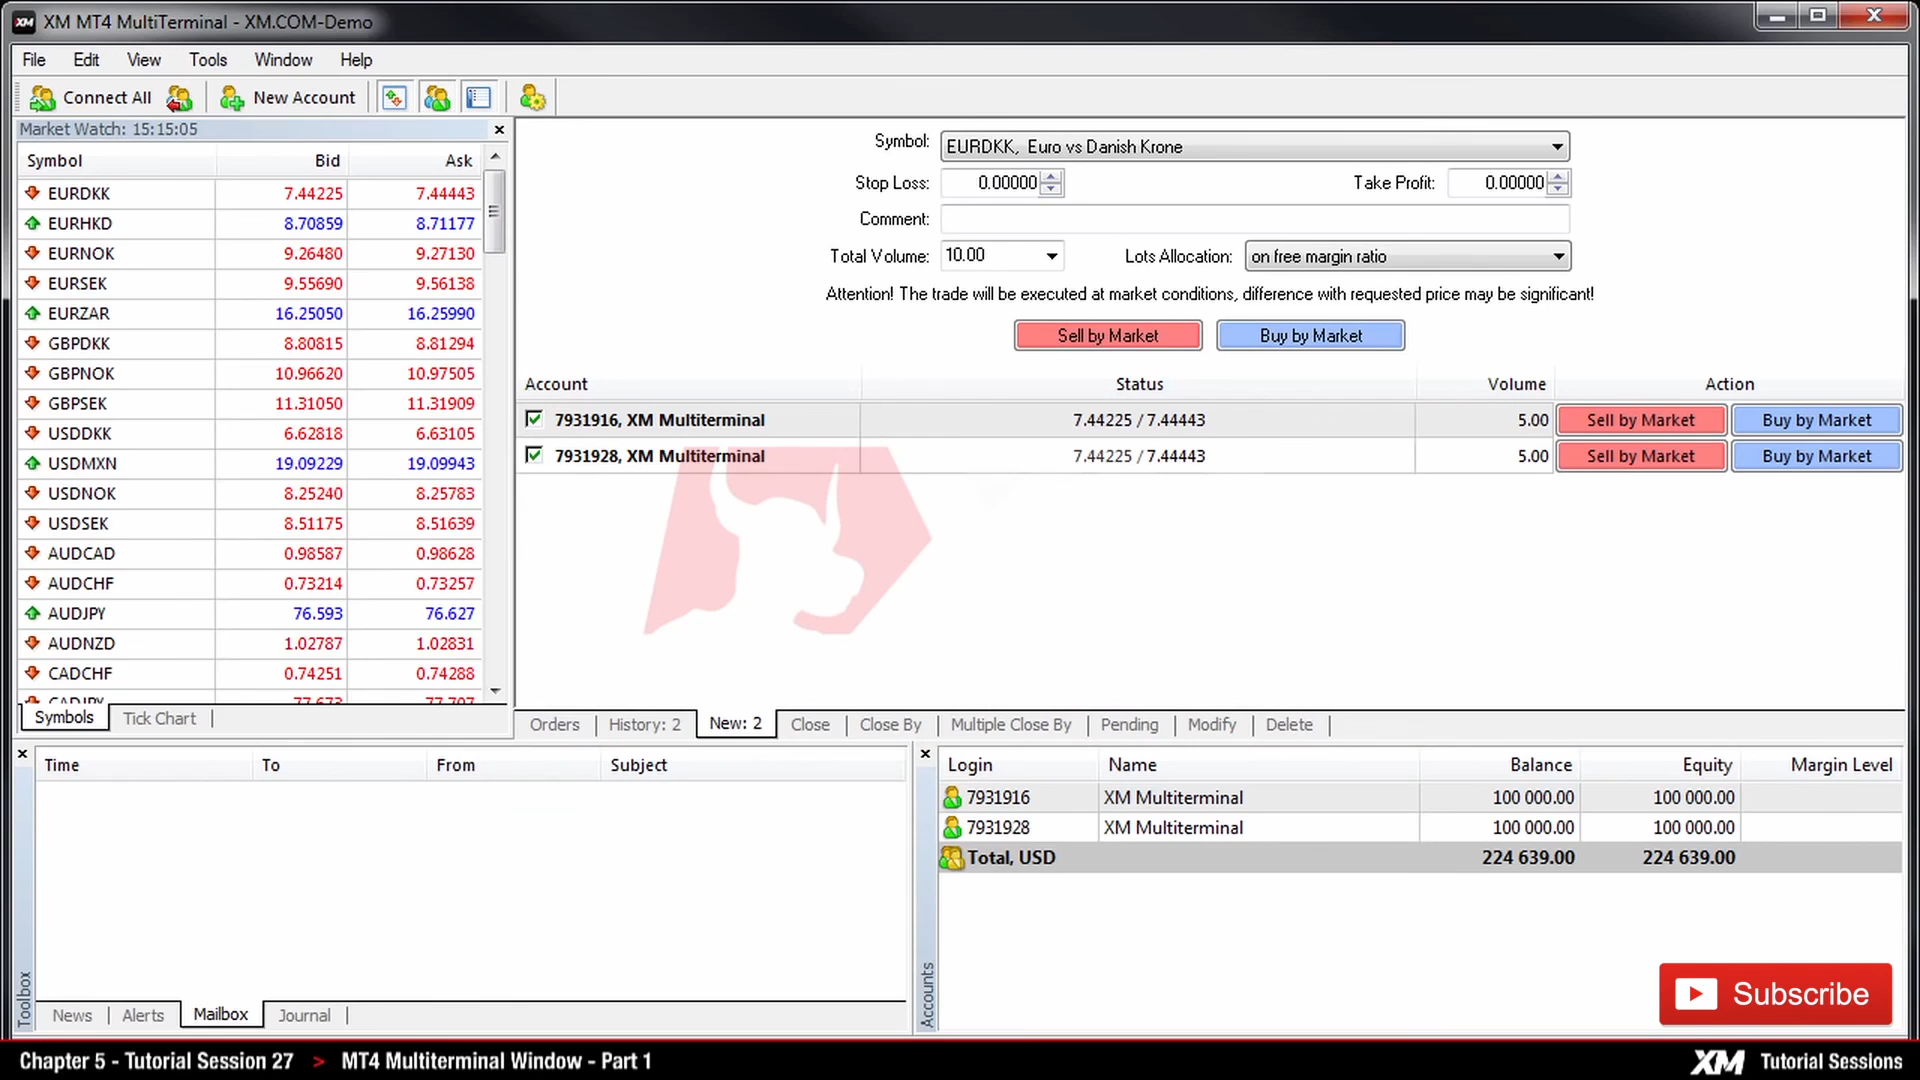 XM XM MT4 MultiTerminal - XM.COM-Demo
File Edit View Tools Window Help
Connect All New Account
Market Watch: 15:15:05
Symbol Bid Ask
EURDKK 7.44225 7.44443
EURHKD 8.70859 8.71177
EURNOK 9.26480 9.27130
EURSEK 9.55690 9.56138
EURZAR 16.25050 16.25990
GBPDKK 8.80815 8.81294
GBPNOK 10.96620 10.97505
GBPSEK 11.31050 11.31909
USDDKK 6.62818 6.63105
USDMXN 19.09229 19.09943
USDNOK 8.25240 8.25783
USDSEK 8.51175 8.51639
AUDCAD 0.98587 0.98628
AUDCHF 0.73214 0.73257
AUDJPY 76.593 76.627
AUDNZD 1.02787 1.02831
CADCHF 0.74251 0.74288
CADJPY 77.673 77.707
Symbols Tick Chart
Symbol: EURDKK, Euro vs Danish Krone
Stop Loss: 0.00000 Take Profit: 0.00000
Comment:
Total Volume: 10.00 Lots Allocation: on free margin ratio
Attention! The trade will be executed at market conditions, difference with requested price may be significant!
Sell by Market Buy by Market
Account Status Volume Action
7931916, XM Multiterminal 7.44225 / 7.44443 5.00 Sell by Market Buy by Market
7931928, XM Multiterminal 7.44225 / 7.44443 5.00 Sell by Market Buy by Market
Orders History: 2 New: 2 Close Close By Multiple Close By Pending Modify Delete
Time To From Subject
Toolbox
News Alerts Mailbox Journal
Login Name Balance Equity Margin Level
7931916 XM Multiterminal 100 000.00 100 000.00
7931928 XM Multiterminal 100 000.00 100 000.00
Total, USD 224 639.00 224 639.00
Accounts
Subscribe
Chapter 5 - Tutorial Session 27 > MT4 Multiterminal Window - Part 1
XM Tutorial Sessions